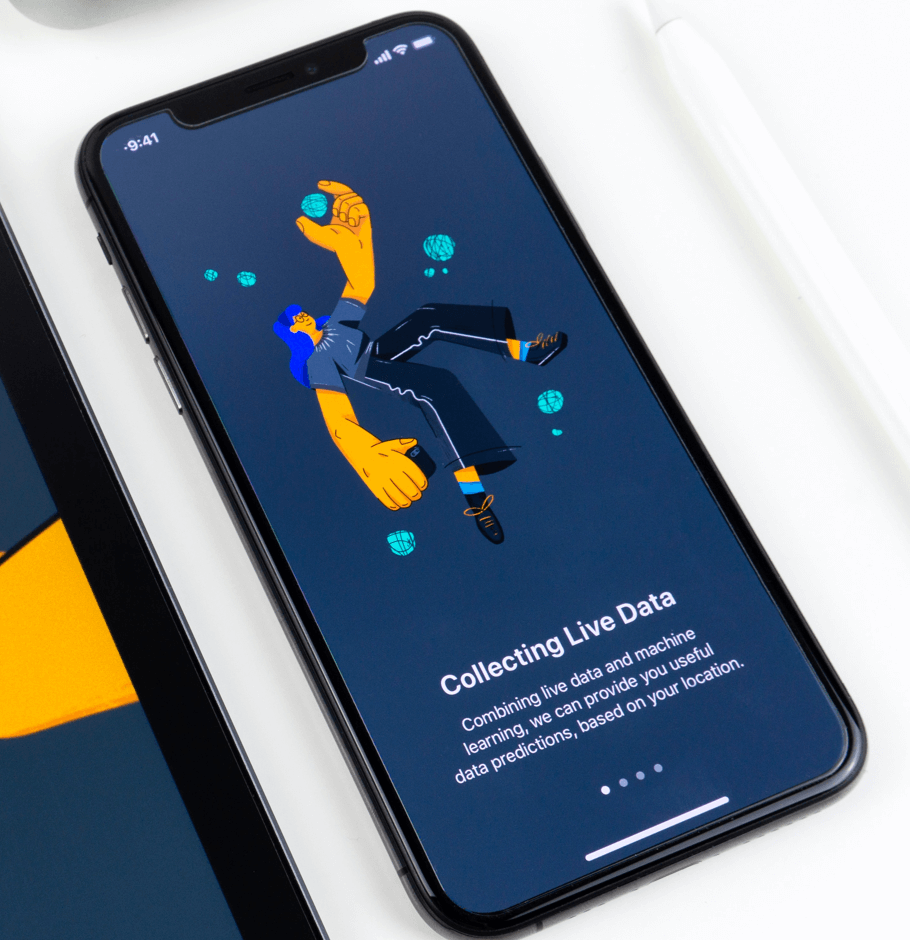 9:41
Collecting Live Data
Combining live data and machine
learning, we can provide you useful
data predictions, based on your location.